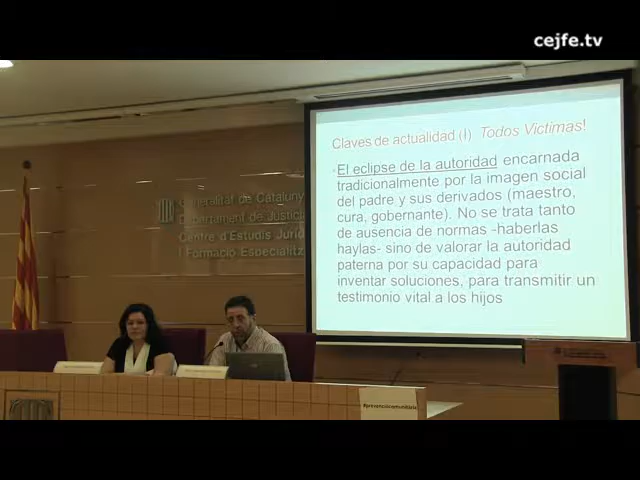 cejfe.tv
Claves de actualidad (I) Todos Victimas!
El eclipse de la autoridad encarnada
tradicionalmente por la imagen social
del padre y sus derivados (maestro,
cura, gobernante). No se trata tanto
de ausencia de normas -haberlas
haylas- sino de valorar la autoridad
paterna por su capacidad para
inventar soluciones, para transmitir un
testimonio vital a los hijos
Generalitat de Catalunya
Departament de Justícia
Centre d'Estudis Jurid
i Formació Especialitz